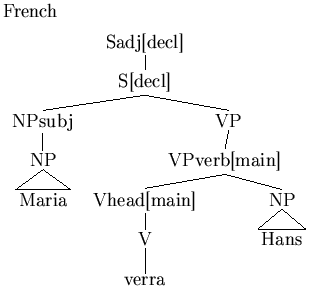 French
Sadj[decl]
S[decl]
NPsubj VP
NP VPverb[main]
Maria Vhead[main] NP
V Hans
verra